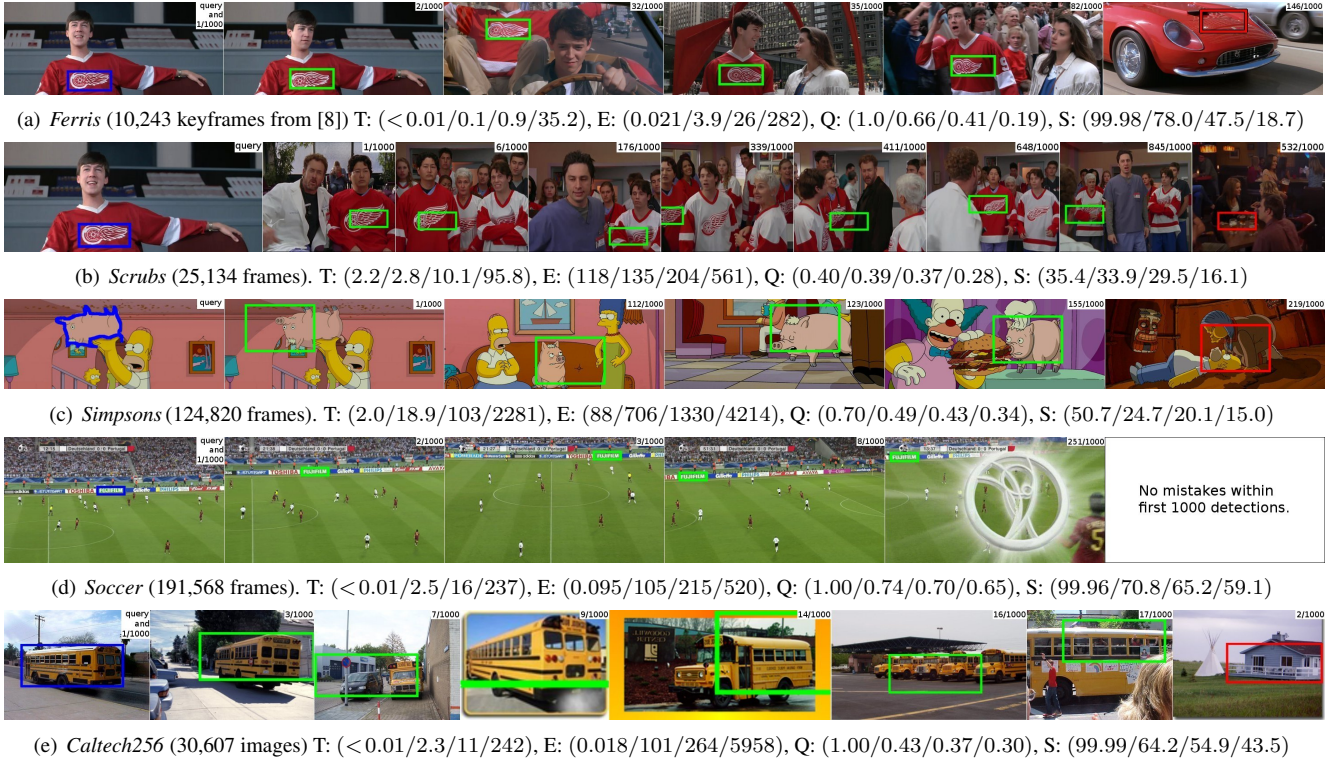 query and 1/1000
2/1000
32/1000
35/1000
82/1000
146/1000
(a) Ferris (10,243 keyframes from [8]) T: (<0.01/0.1/0.9/35.2), E: (0.021/3.9/26/282), Q: (1.0/0.66/0.41/0.19), S: (99.98/78.0/47.5/18.7)
query
1/1000
6/1000
176/1000
339/1000
411/1000
648/1000
845/1000
532/1000
(b) Scrubs (25,134 frames). T: (2.2/2.8/10.1/95.8), E: (118/135/204/561), Q: (0.40/0.39/0.37/0.28), S: (35.4/33.9/29.5/16.1)
query
1/1000
112/1000
123/1000
155/1000
219/1000
(c) Simpsons (124,820 frames). T: (2.0/18.9/103/2281), E: (88/706/1330/4214), Q: (0.70/0.49/0.43/0.34), S: (50.7/24.7/20.1/15.0)
query and 1/1000
2/1000
3/1000
8/1000
251/1000
Deutschland 0:0 Portugal
TOSHIBA FUJIFILM Gillette PHILIPS
FUJIFILM
No mistakes within
first 1000 detections.
(d) Soccer (191,568 frames). T: (<0.01/2.5/16/237), E: (0.095/105/215/520), Q: (1.00/0.74/0.70/0.65), S: (99.96/70.8/65.2/59.1)
query and 1/1000
3/1000
7/1000
9/1000
14/1000
16/1000
17/1000
2/1000
GOODWILL
CENTER
(e) Caltech256 (30,607 images) T: (<0.01/2.3/11/242), E: (0.018/101/264/5958), Q: (1.00/0.43/0.37/0.30), S: (99.99/64.2/54.9/43.5)